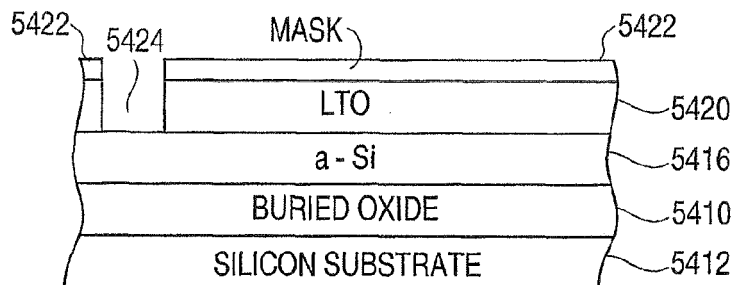 5422
5424
MASK
5422
LTO
5420
a - Si
5416
BURIED OXIDE
5410
SILICON SUBSTRATE
5412